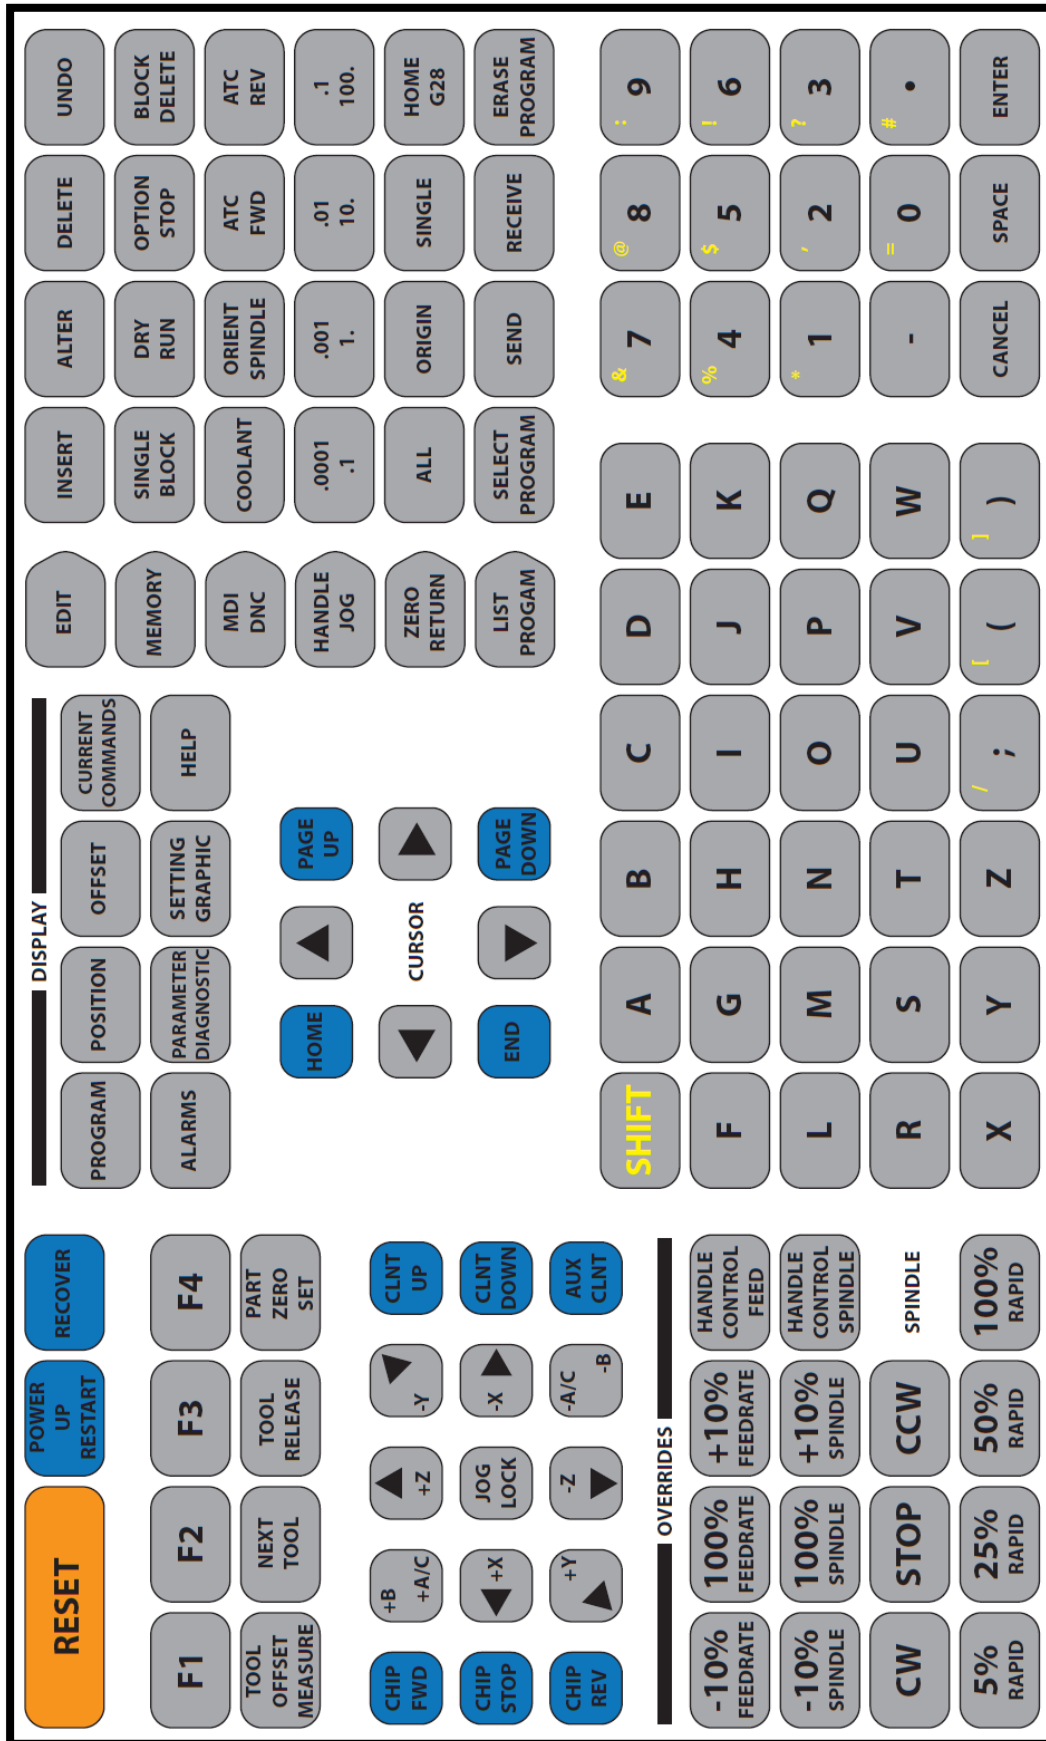 RESET
POWER
UP
RESTART
RECOVER
F1
F2
F3
F4
TOOL
OFFSET
MEASURE
NEXT
TOOL
TOOL
RELEASE
PART
ZERO
SET
CHIP
FWD
+B
+A/C
+Z
-Y
CLNT
UP
CHIP
STOP
+X
JOG
LOCK
-X
CLNT
DOWN
CHIP
REV
+Y
-Z
-A/C
-B
AUX
CLNT
OVERRIDES
-10%
FEEDRATE
100%
FEEDRATE
+10%
FEEDRATE
HANDLE
CONTROL
FEED
-10%
SPINDLE
100%
SPINDLE
+10%
SPINDLE
HANDLE
CONTROL
SPINDLE
CW
STOP
CCW
SPINDLE
5%
RAPID
25%
RAPID
50%
RAPID
100%
RAPID
DISPLAY
PROGRAM
POSITION
OFFSET
CURRENT
COMMANDS
ALARMS
PARAMETER
DIAGNOSTIC
SETTING
GRAPHIC
HELP
HOME
PAGE
UP
CURSOR
END
PAGE
DOWN
SHIFT
A
B
C
D
E
F
G
H
I
J
K
L
M
N
O
P
Q
R
S
T
U
V
W
X
Y
Z
/
;
[
(
]
)
EDIT
INSERT
ALTER
DELETE
UNDO
MEMORY
SINGLE
BLOCK
DRY
RUN
OPTION
STOP
BLOCK
DELETE
MDI
DNC
COOLANT
ORIENT
SPINDLE
ATC
FWD
ATC
REV
HANDLE
JOG
.0001
.1
.001
1.
.01
10.
.1
100.
ZERO
RETURN
ALL
ORIGIN
SINGLE
HOME
G28
LIST
PROGAM
SELECT
PROGRAM
SEND
RECEIVE
ERASE
PROGRAM
&
7
@
8
:
9
%
4
$
5
!
6
*
1
,
2
?
3
-
=
0
#
•
CANCEL
SPACE
ENTER